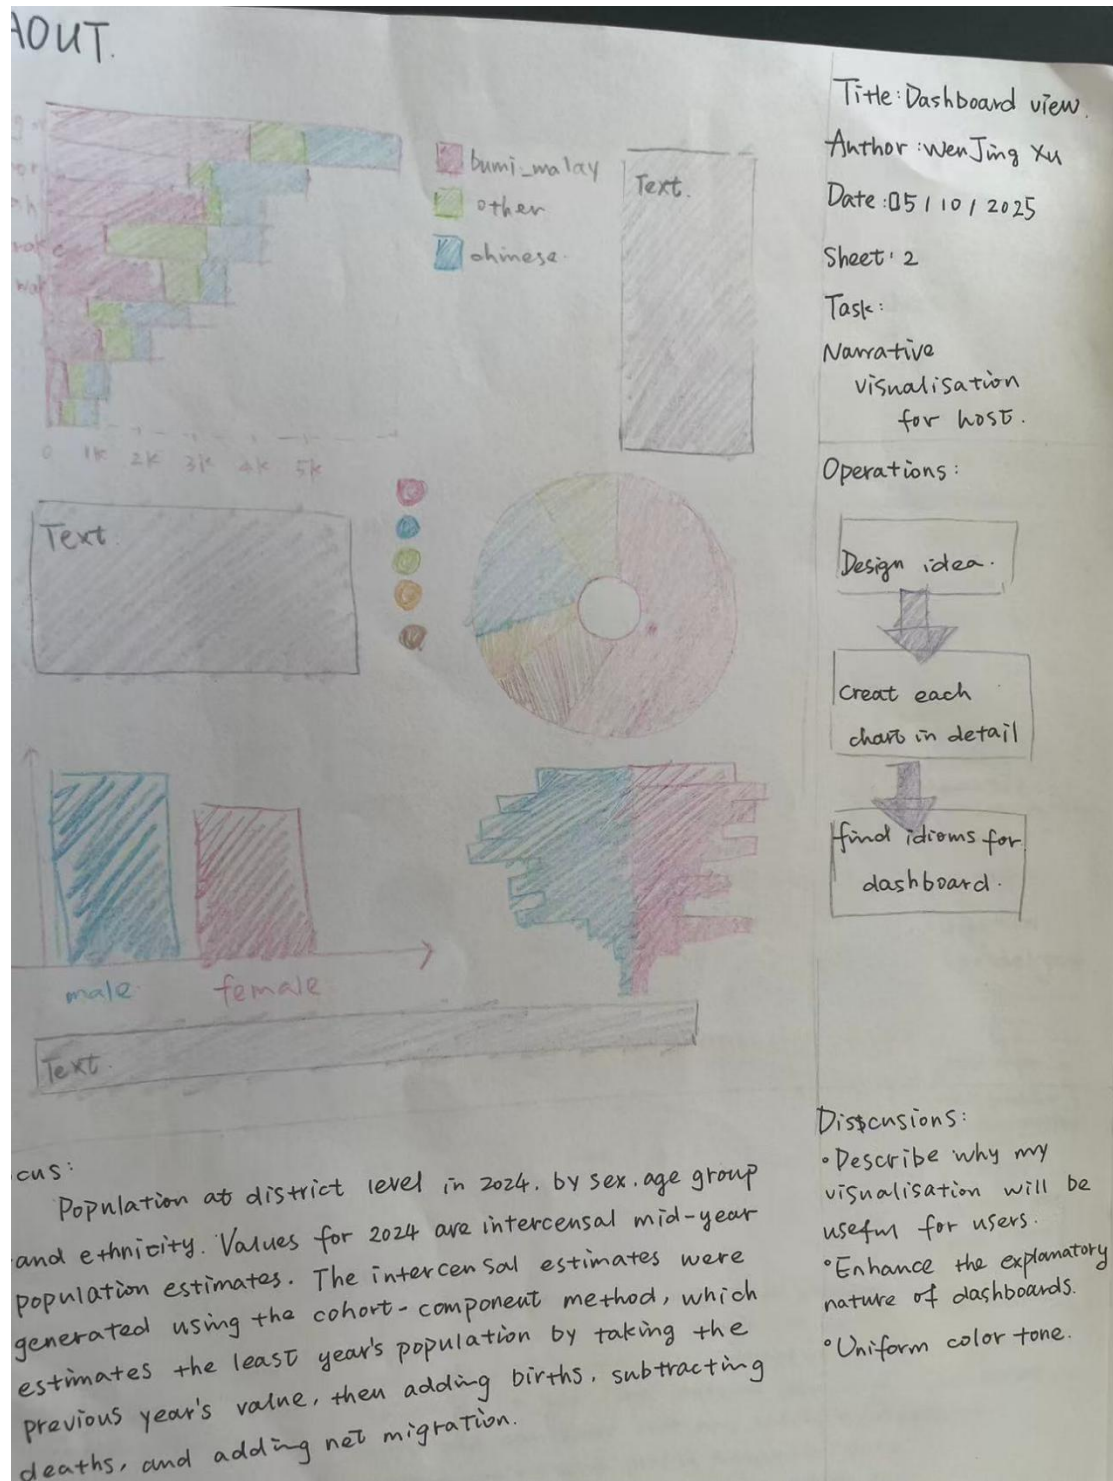 AOUT.
bumi_malay
other
chinese.
Text.
0 1k 2k 3k 4k 5k
Text.
male.
female
Text.
cus:
Population at district level in 2024. by sex. age group
and ethnicity. Values for 2024 are intercensal mid-year
population estimates. The intercensal estimates were
generated using the cohort-component method, which
estimates the least year's population by taking the
previous year's value, then adding births, subtracting
deaths, and adding net migration.
Title: Dashboard view.
Author: WenJing Xu
Date: 05/10/2025
Sheet: 2
Task:
Narrative
visualisation
for host.
Operations:
Design idea.
Creat each
chart in detail
find idioms for
dashboard.
Disscusions:
•Describe why my
visualisation will be
useful for users.
•Enhance the explanatory
nature of dashboards.
•Uniform color tone.